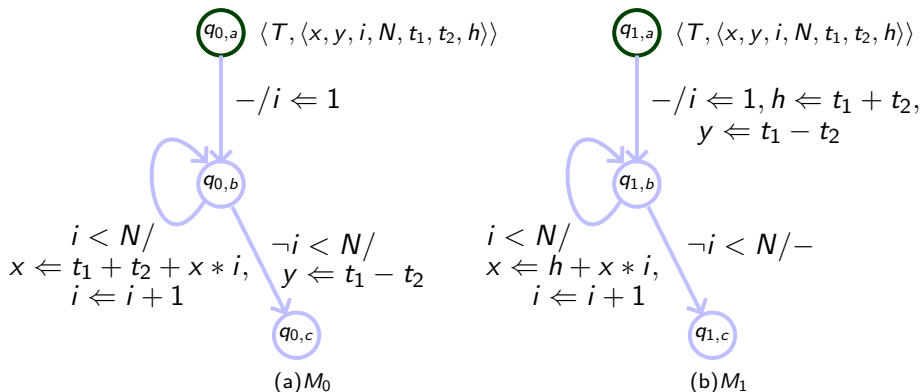 q0,a ⟨T, ⟨x, y, i, N, t1, t2, h⟩⟩
−/i ⇐ 1
q0,b
i < N/
x ⇐ t1 + t2 + x ∗ i,
i ⇐ i + 1
¬i < N/
y ⇐ t1 − t2
q0,c
(a)M0
q1,a ⟨T, ⟨x, y, i, N, t1, t2, h⟩⟩
−/i ⇐ 1, h ⇐ t1 + t2,
y ⇐ t1 − t2
q1,b
i < N/
x ⇐ h + x ∗ i,
i ⇐ i + 1
¬i < N/−
q1,c
(b)M1